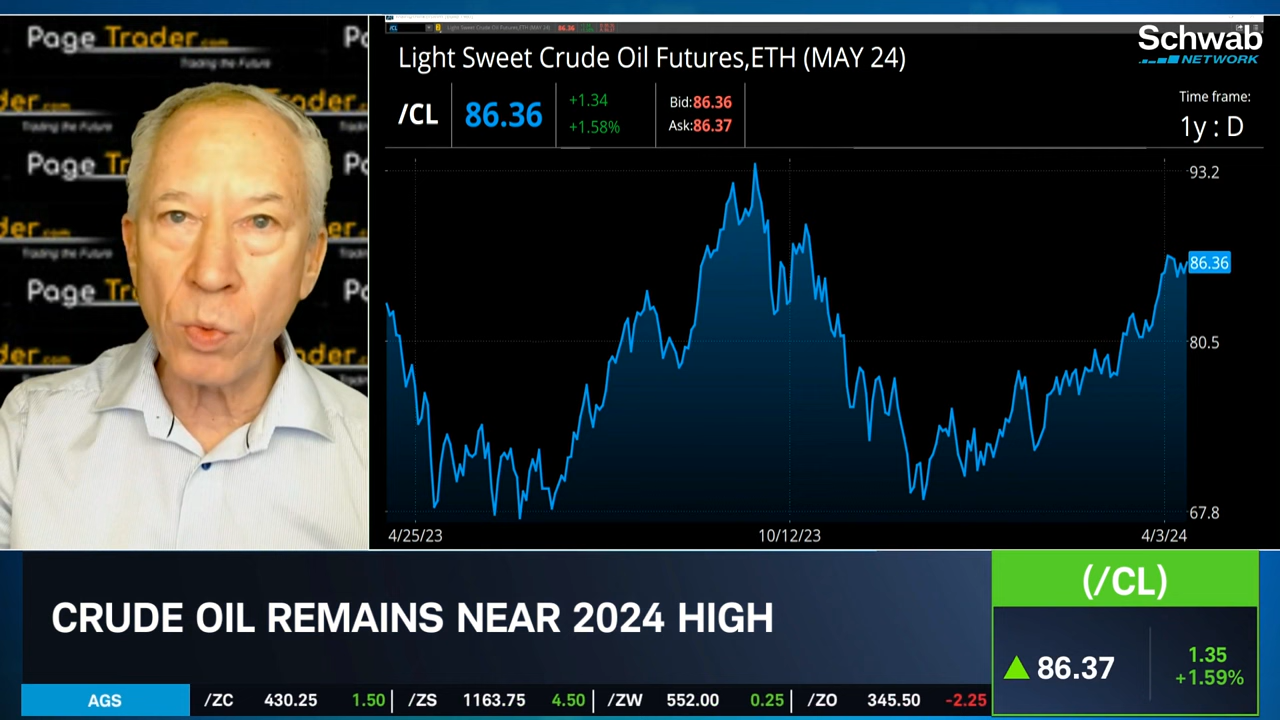 Page Trader.com
Trading the Future
Schwab
NETWORK
Light Sweet Crude Oil Futures,ETH (MAY 24)
/CL
86.36
+1.34
+1.58%
Bid:86.36
Ask:86.37
Time frame:
1y : D
93.2
86.36
80.5
67.8
4/25/23
10/12/23
4/3/24
CRUDE OIL REMAINS NEAR 2024 HIGH
(/CL)
86.37
1.35
+1.59%
AGS
/ZC 430.25 1.50 /ZS 1163.75 4.50 /ZW 552.00 0.25 /ZO 345.50 -2.25